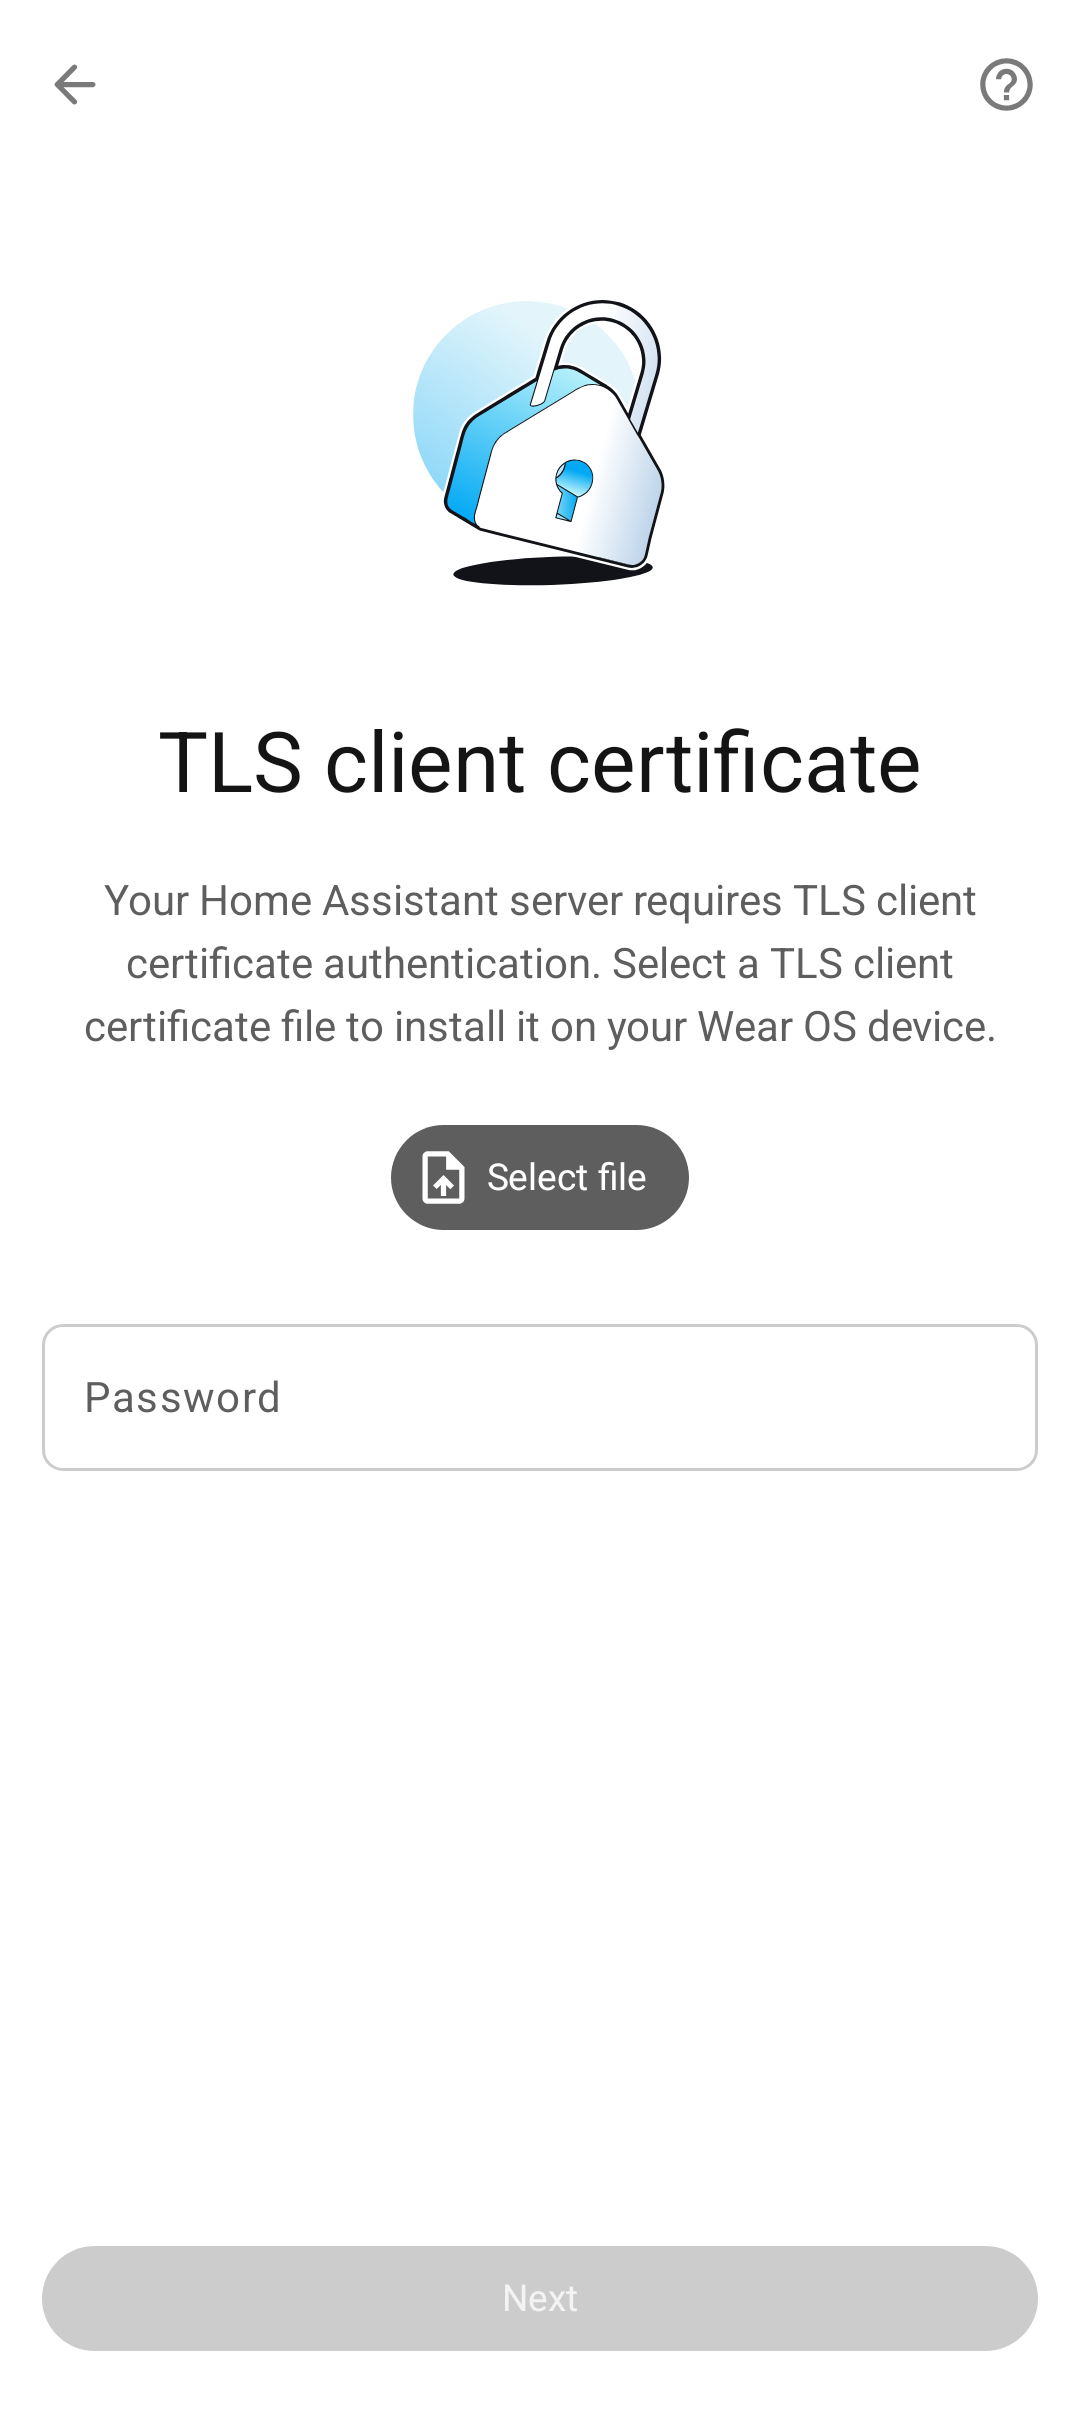 TLS client certificate
Your Home Assistant server requires TLS client
certificate authentication. Select a TLS client
certificate file to install it on your Wear OS device.
Select file
Password
Next